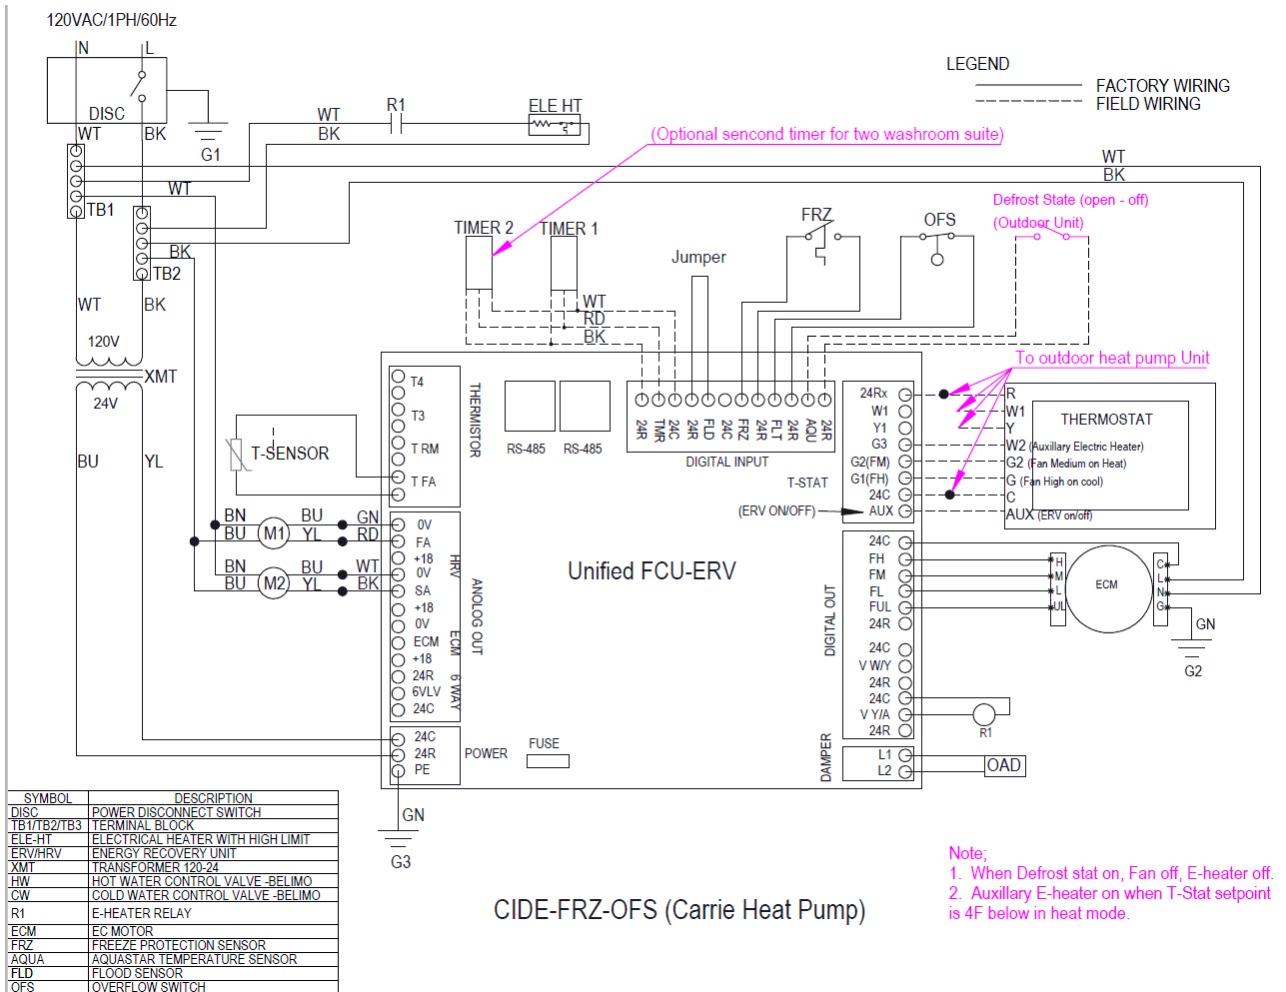 120VAC/1PH/60Hz
N
L
DISC
WT
BK
G1
TB1
WT
TB2
BK
WT
BK
R1
ELE HT
WT
BK
120V
XMT
24V
BU
YL
LEGEND
FACTORY WIRING
FIELD WIRING
(Optional sencond timer for two washroom suite)
WT
BK
Defrost State (open - off)
(Outdoor Unit)
TIMER 2
TIMER 1
Jumper
FRZ
OFS
WT
RD
BK
To outdoor heat pump Unit
T-SENSOR
T4
T3
T RM
T FA
THERMISTOR
RS-485
RS-485
24R
TMR
24C
24R
FLD
24C
FRZ
24R
FLT
24R
AQU
24R
DIGITAL INPUT
T-STAT
(ERV ON/OFF)
24Rx
W1
Y1
G3
G2(FM)
G1(FH)
24C
AUX
R
W1
Y
W2 (Auxillary Electric Heater)
G2 (Fan Medium on Heat)
G (Fan High on cool)
C
AUX (ERV on/off)
THERMOSTAT
BN
BU
M1
BU
YL
GN
RD
BN
BU
M2
BU
YL
WT
BK
0V
FA
+18
0V
SA
+18
0V
ECM
+18
24R
6VLV
24C
HRV
ECM
6 WAY
ANALOG OUT
Unified FCU-ERV
24C
FH
FM
FL
FUL
24R
24C
V W/Y
24R
24C
V Y/A
24R
DIGITAL OUT
H
M
L
UL
ECM
C
L
N
G
GN
G2
R1
24C
24R
PE
POWER
FUSE
DAMPER
L1
L2
OAD
GN
G3
SYMBOL DESCRIPTION
DISC POWER DISCONNECT SWITCH
TB1/TB2/TB3 TERMINAL BLOCK
ELE-HT ELECTRICAL HEATER WITH HIGH LIMIT
ERV/HRV ENERGY RECOVERY UNIT
XMT TRANSFORMER 120-24
HW HOT WATER CONTROL VALVE -BELIMO
CW COLD WATER CONTROL VALVE -BELIMO
R1 E-HEATER RELAY
ECM EC MOTOR
FRZ FREEZE PROTECTION SENSOR
AQUA AQUASTAR TEMPERATURE SENSOR
FLD FLOOD SENSOR
OFS OVERFLOW SWITCH
CIDE-FRZ-OFS (Carrie Heat Pump)
Note;
1. When Defrost stat on, Fan off, E-heater off.
2. Auxillary E-heater on when T-Stat setpoint
is 4F below in heat mode.